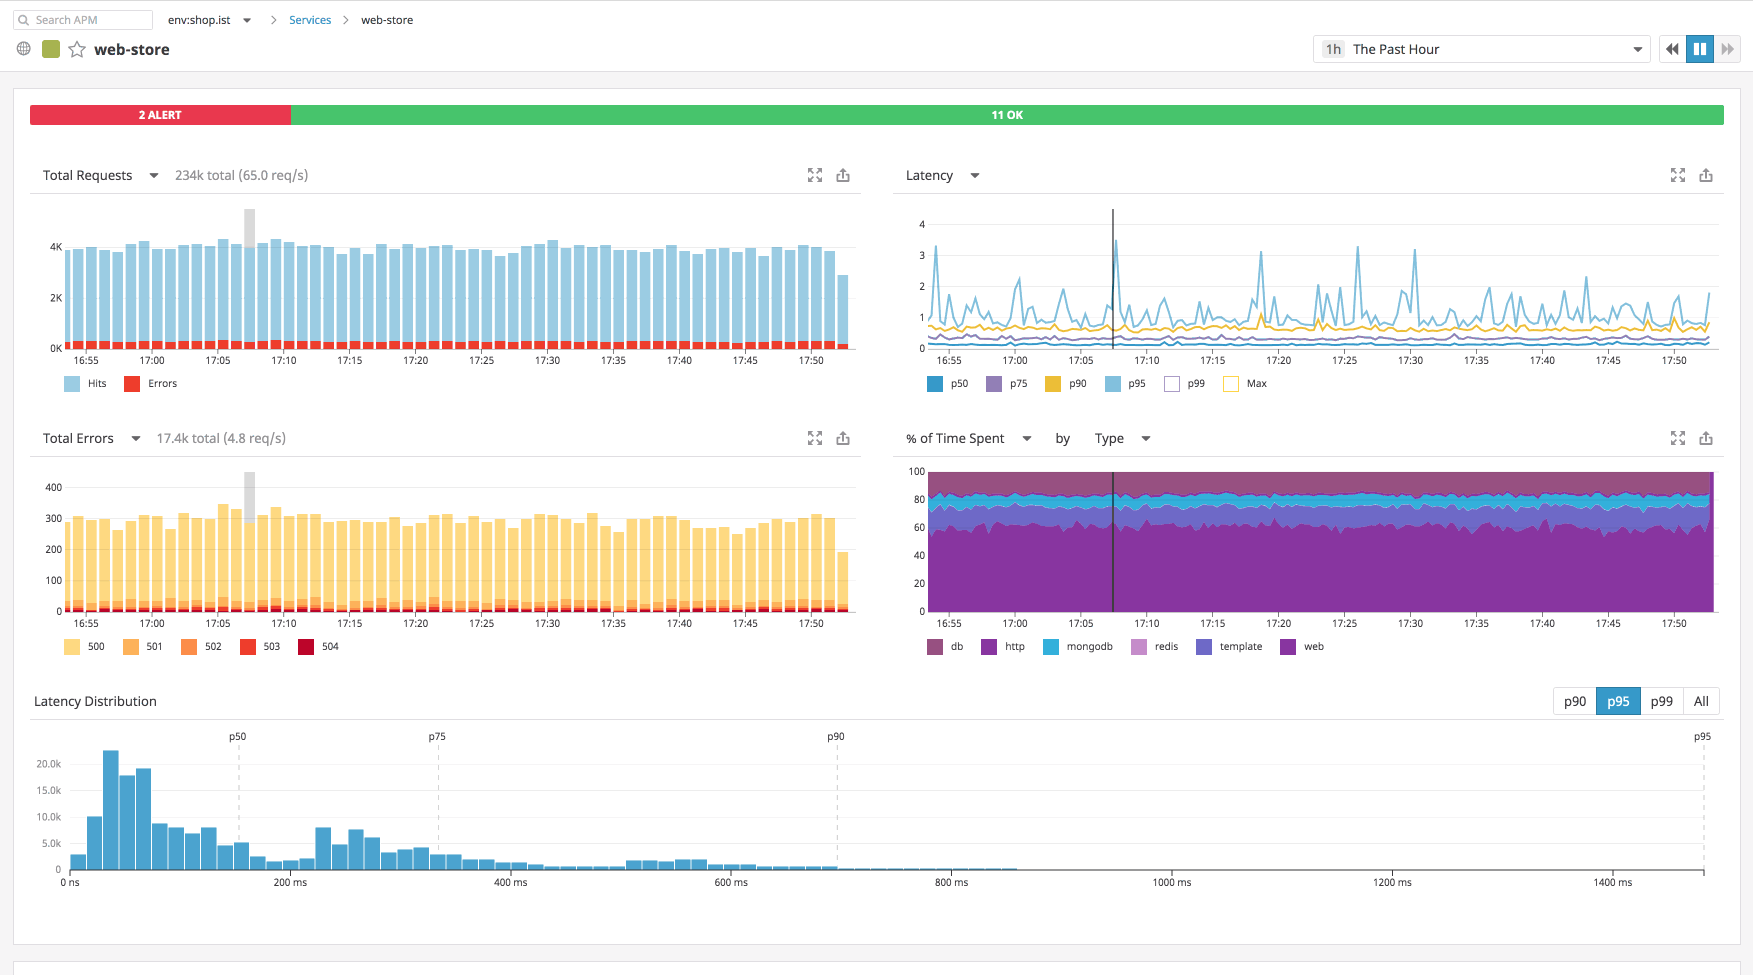 Search APM env:shop.ist > Services > web-store
web-store
1h The Past Hour
2 ALERT 11 OK
Total Requests 234k total (65.0 req/s)
4K
2K
0K
16:55 17:00 17:05 17:10 17:15 17:20 17:25 17:30 17:35 17:40 17:45 17:50
Hits Errors
Latency
4
3
2
1
0
16:55 17:00 17:05 17:10 17:15 17:20 17:25 17:30 17:35 17:40 17:45 17:50
p50 p75 p90 p95 p99 Max
Total Errors 17.4k total (4.8 req/s)
400
300
200
100
0
16:55 17:00 17:05 17:10 17:15 17:20 17:25 17:30 17:35 17:40 17:45 17:50
500 501 502 503 504
% of Time Spent by Type
100
80
60
40
20
0
16:55 17:00 17:05 17:10 17:15 17:20 17:25 17:30 17:35 17:40 17:45 17:50
db http mongodb redis template web
Latency Distribution
p90 p95 p99 All
p50 p75 p90 p95
20.0k
15.0k
10.0k
5.0k
0
0 ns 200 ms 400 ms 600 ms 800 ms 1000 ms 1200 ms 1400 ms